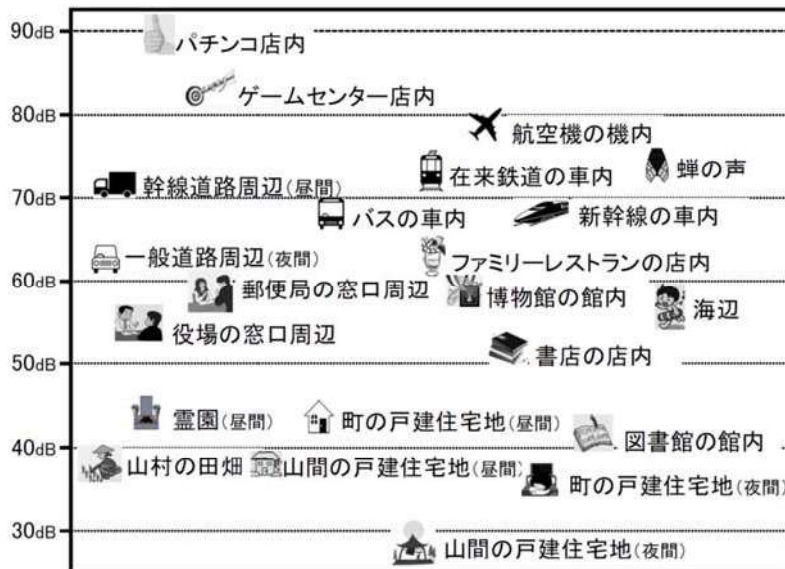 90dB
パチンコ店内
ゲームセンター店内
80dB
航空機の機内
在来鉄道の車内
蝉の声
幹線道路周辺(昼間)
70dB
バスの車内
新幹線の車内
一般道路周辺(夜間)
ファミリーレストランの店内
60dB
郵便局の窓口周辺
博物館の館内
海辺
役場の窓口周辺
書店の店内
50dB
霊園(昼間)
町の戸建住宅地(昼間)
図書館の館内
40dB
山村の田畑
山間の戸建住宅地(昼間)
町の戸建住宅地(夜間)
30dB
山間の戸建住宅地(夜間)